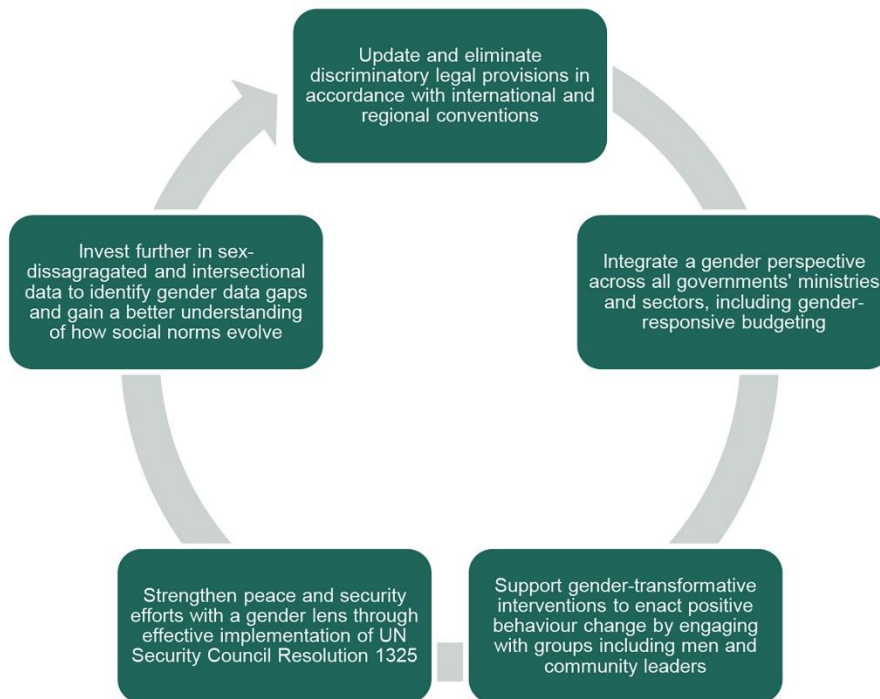 Update and eliminate
discriminatory legal provisions in
accordance with international and
regional conventions
Integrate a gender perspective
across all governments' ministries
and sectors, including gender-
responsive budgeting
Support gender-transformative
interventions to enact positive
behaviour change by engaging
with groups including men and
community leaders
Strengthen peace and security
efforts with a gender lens through
effective implementation of UN
Security Council Resolution 1325
Invest further in sex-
dissagragated and intersectional
data to identify gender data gaps
and gain a better understanding
of how social norms evolve